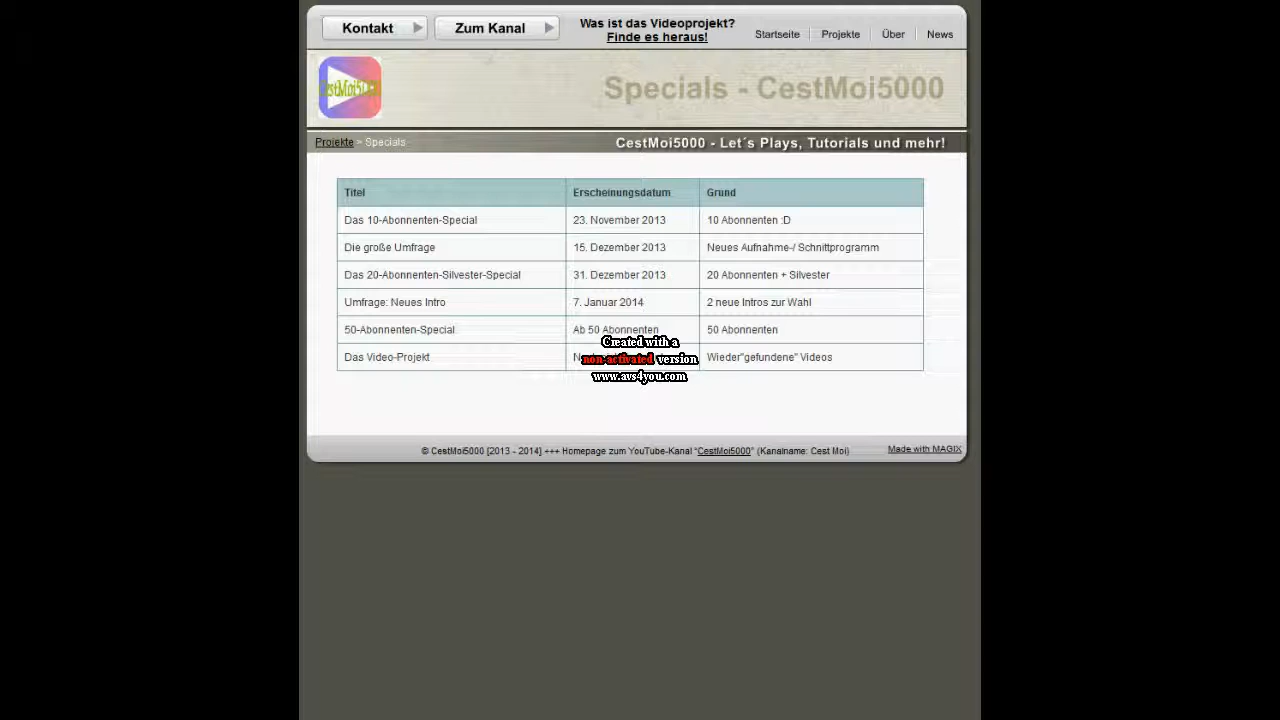 Kontakt
Zum Kanal
Was ist das Videoprojekt?
Finde es heraus!
Startseite
Projekte
Über
News
CestMoi5000
Specials - CestMoi5000
Projekte » Specials
CestMoi5000 - Let´s Plays, Tutorials und mehr!
Titel Erscheinungsdatum Grund
Das 10-Abonnenten-Special 23. November 2013 10 Abonnenten :D
Die große Umfrage 15. Dezember 2013 Neues Aufnahme-/ Schnittprogramm
Das 20-Abonnenten-Silvester-Special 31. Dezember 2013 20 Abonnenten + Silvester
Umfrage: Neues Intro 7. Januar 2014 2 neue Intros zur Wahl
50-Abonnenten-Special Ab 50 Abonnenten 50 Abonnenten
Das Video-Projekt Wieder"gefundene" Videos
Created with a
non-activated version
www.avs4you.com
© CestMoi5000 [2013 - 2014] +++ Homepage zum YouTube-Kanal "CestMoi5000" (Kanalname: Cest Moi)
Made with MAGIX